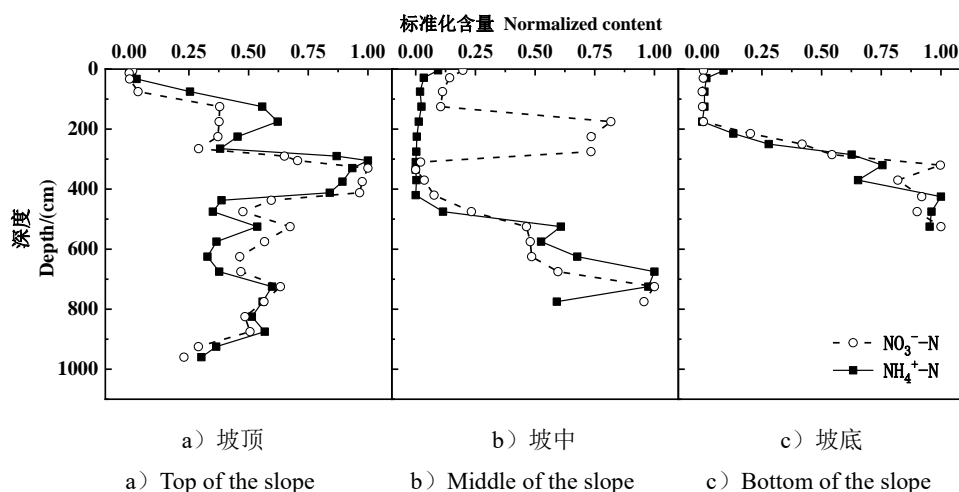 标准化含量 Normalized content
0.00 0.25 0.50 0.75 1.00 0.00 0.25 0.50 0.75 1.00 0.00 0.25 0.50 0.75 1.00
0
200
400
600
800
1000
深度
Depth/(cm)
NO₃⁻–N
NH₄⁺–N
a）坡顶 b）坡中 c）坡底
a）Top of the slope b）Middle of the slope c）Bottom of the slope